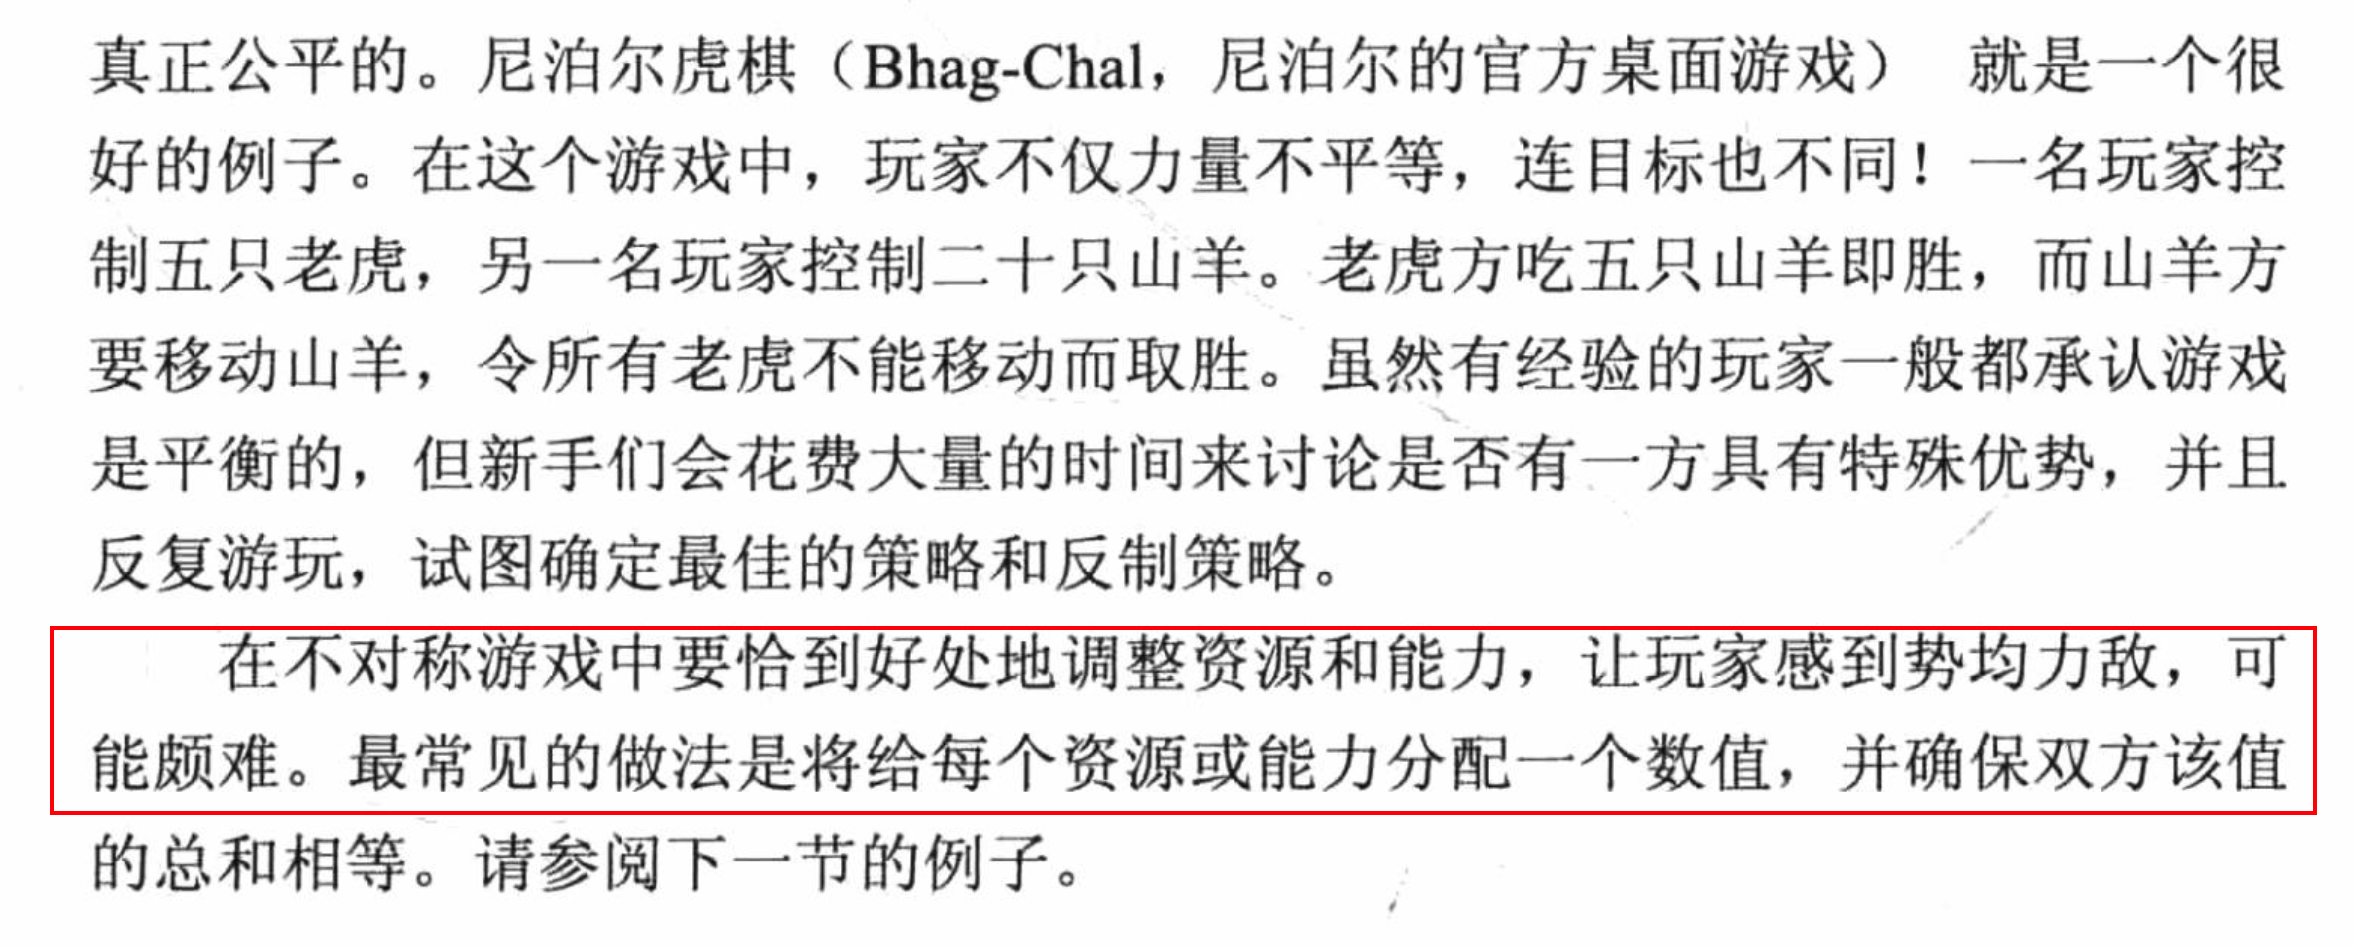 真正公平的。尼泊尔虎棋（Bhag-Chal，尼泊尔的官方桌面游戏） 就是一个很
好的例子。在这个游戏中，玩家不仅力量不平等，连目标也不同！一名玩家控
制五只老虎，另一名玩家控制二十只山羊。老虎方吃五只山羊即胜，而山羊方
要移动山羊，令所有老虎不能移动而取胜。虽然有经验的玩家一般都承认游戏
是平衡的，但新手们会花费大量的时间来讨论是否有一方具有特殊优势，并且
反复游玩，试图确定最佳的策略和反制策略。
在不对称游戏中要恰到好处地调整资源和能力，让玩家感到势均力敌，可
能颇难。最常见的做法是将给每个资源或能力分配一个数值，并确保双方该值
的总和相等。请参阅下一节的例子。